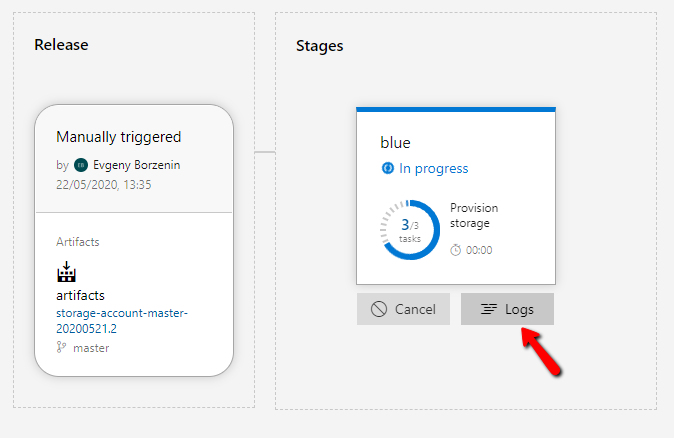 Release
Manually triggered
by EB Evgeny Borzenin
22/05/2020, 13:35
Artifacts
artifacts
storage-account-master-
20200521.2
master
Stages
blue
In progress
3/3
tasks
Provision
storage
00:00
Cancel
Logs